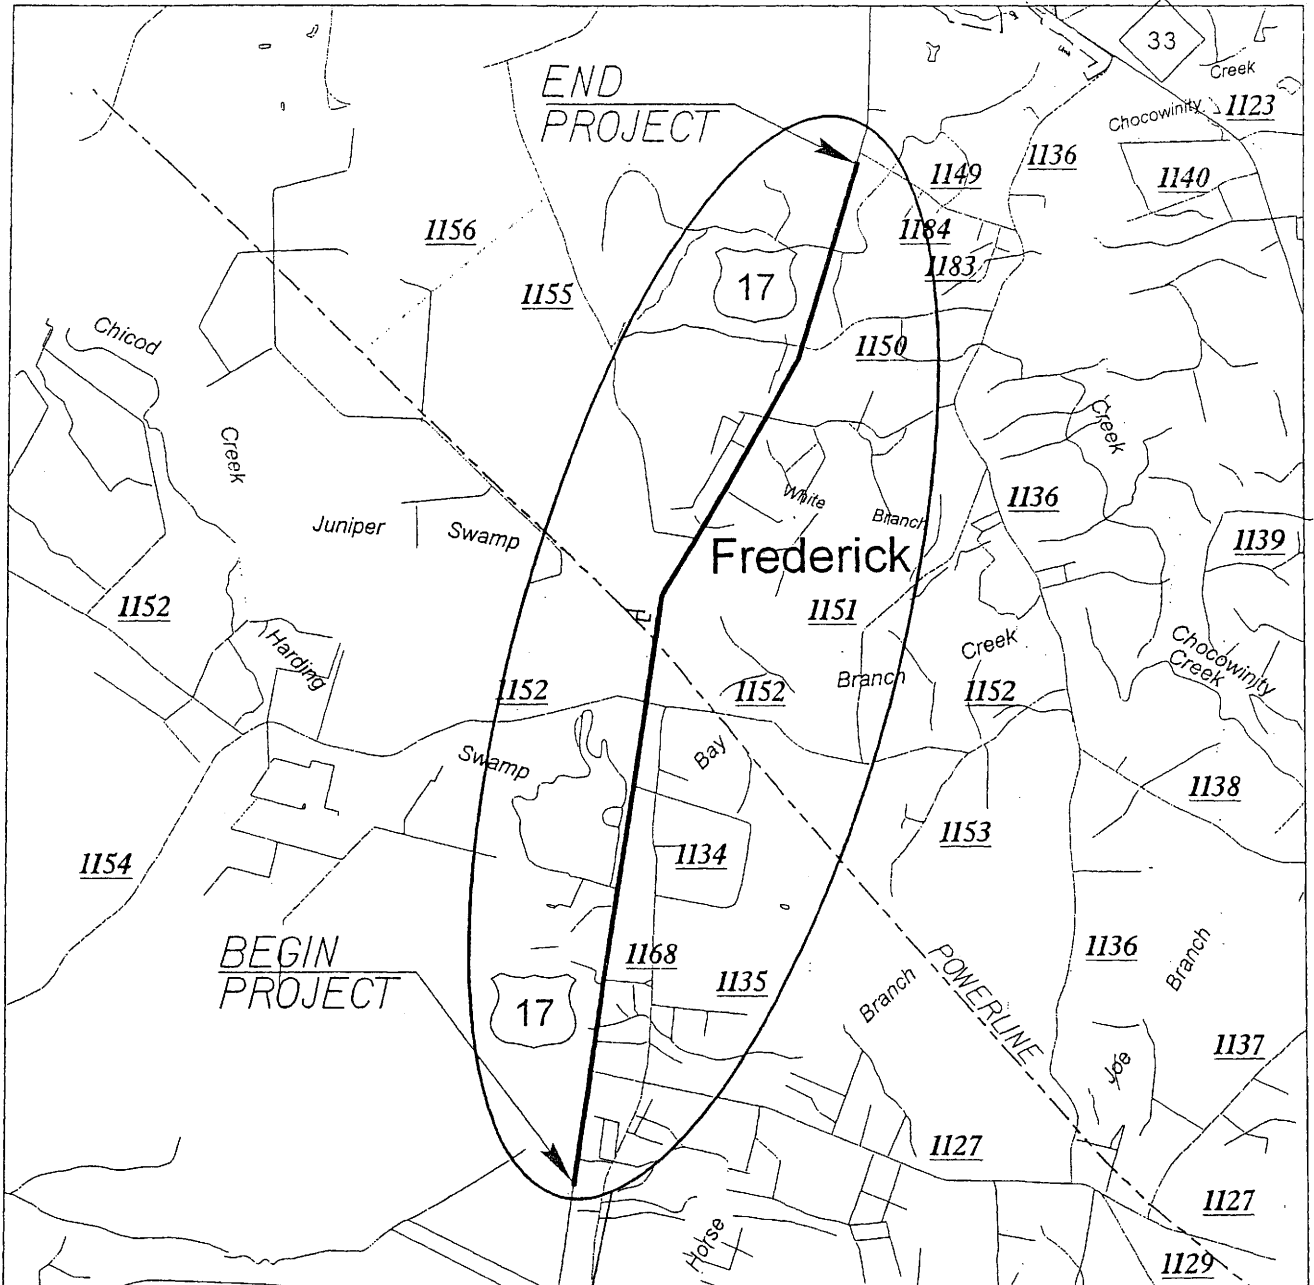 33
Creek
Chocowinity
1123
END
PROJECT
1149
1136
1140
1156
1184
1183
17
1155
Chicod
1150
Creek
Creek
1136
White
Branch
Juniper
Swamp
Frederick
1139
1152
1151
Harding
Creek
Chocowinity
Creek
1152
1152
Branch
1152
Swamp
Bay
1138
1154
1134
1153
BEGIN
PROJECT
1168
1135
17
Branch
POWERLINE
1136
Branch
Joe
1137
1127
1127
Horse
1129